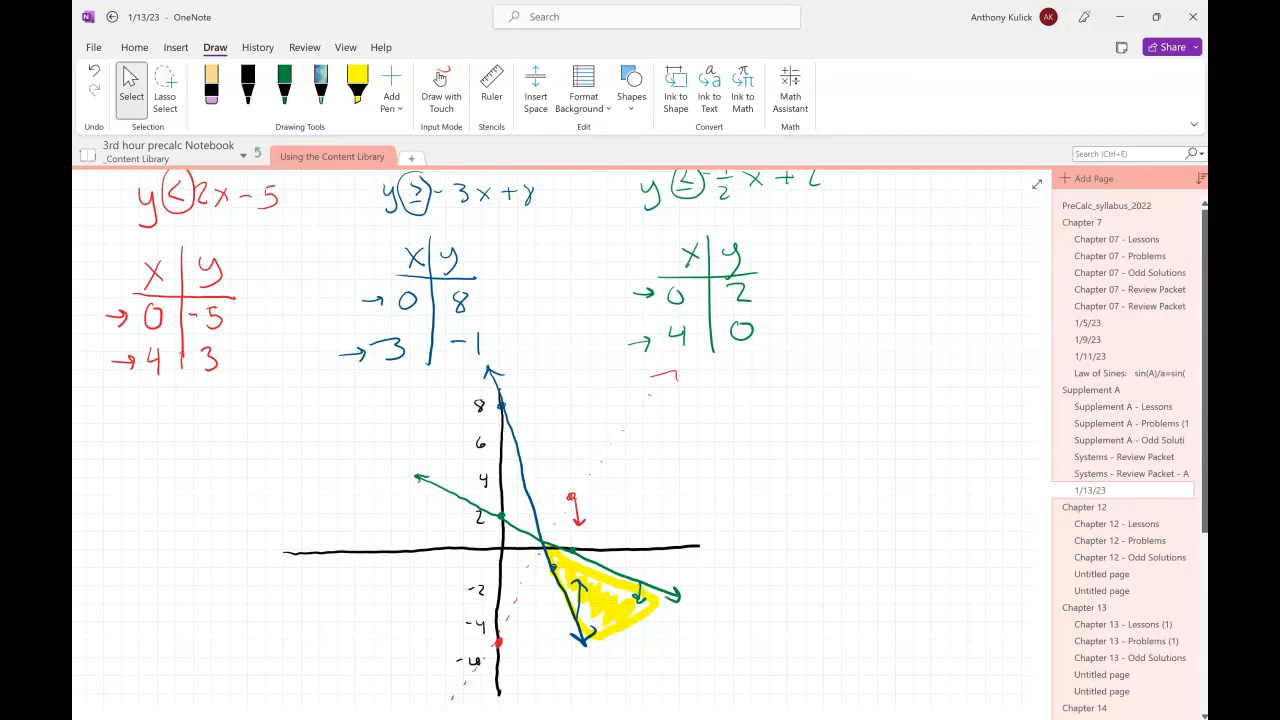 1/13/23 - OneNote
Search
Anthony Kulick
AK
File Home Insert Draw History Review View Help
Share
Undo
Select
Lasso Select
Selection
Drawing Tools
Add Pen
Draw with Touch
Input Mode
Ruler
Stencils
Insert Space
Format Background
Shapes
Edit
Ink to Shape
Ink to Text
Ink to Math
Convert
Math Assistant
Math
3rd hour precalc Notebook
_Content Library
Using the Content Library
Search (Ctrl+E)
Add Page
y < 2x - 5
y ≥ -3x + 8
y ≤ -1/2 x + 2
x y
0 -5
4 3
x y
0 8
3 -1
x y
0 2
4 0
8
6
4
2
-2
-4
PreCalc_syllabus_2022
Chapter 7
Chapter 07 - Lessons
Chapter 07 - Problems
Chapter 07 - Odd Solutions
Chapter 07 - Review Packet
Chapter 07 - Review Packet
1/5/23
1/9/23
1/11/23
Law of Sines: sin(A)/a=sin(
Supplement A
Supplement A - Lessons
Supplement A - Problems (1
Supplement A - Odd Soluti
Systems - Review Packet
Systems - Review Packet - A
1/13/23
Chapter 12
Chapter 12 - Lessons
Chapter 12 - Problems
Chapter 12 - Odd Solutions
Untitled page
Untitled page
Chapter 13
Chapter 13 - Lessons (1)
Chapter 13 - Problems (1)
Chapter 13 - Odd Solutions
Untitled page
Untitled page
Chapter 14